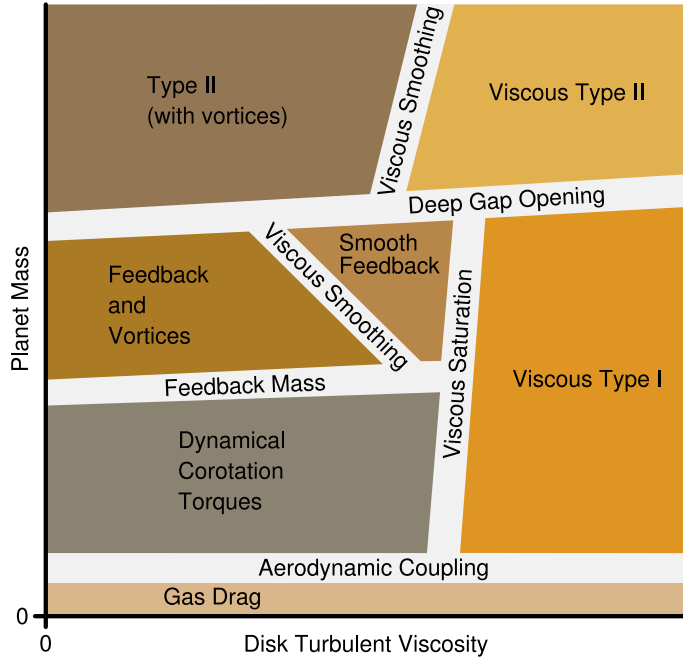 Type II
(with vortices)
Viscous Smoothing
Viscous Type II
Deep Gap Opening
Feedback
and
Vortices
Viscous Smoothing
Smooth
Feedback
Viscous Saturation
Viscous Type I
Feedback Mass
Dynamical
Corotation
Torques
Aerodynamic Coupling
Gas Drag
Planet Mass
0
0
Disk Turbulent Viscosity